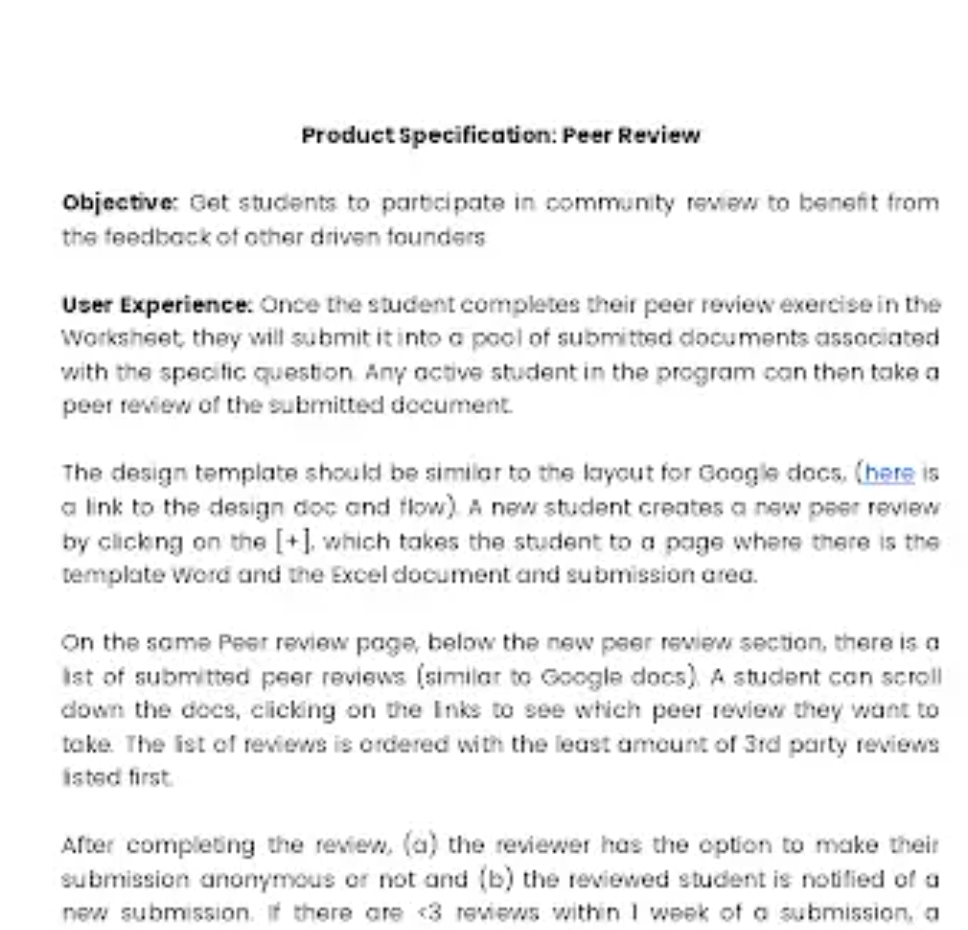 Product Specification: Peer Review
Objective: Get students to participate in community review to benefit from
the feedback of other driven founders
User Experience: Once the student completes their peer review exercise in the
Worksheet, they will submit it into a pool of submitted documents associated
with the specific question. Any active student in the program can then take a
peer review of the submitted document.
The design template should be similar to the layout for Google docs, (here is
a link to the design doc and flow). A new student creates a new peer review
by clicking on the [+], which takes the student to a page where there is the
template Word and the Excel document and submission area.
On the same Peer review page, below the new peer review section, there is a
list of submitted peer reviews (similar to Google docs). A student can scroll
down the docs, clicking on the links to see which peer review they want to
take. The list of reviews is ordered with the least amount of 3rd party reviews
listed first.
After completing the review, (a) the reviewer has the option to make their
submission anonymous or not and (b) the reviewed student is notified of a
new submission. If there are <3 reviews within 1 week of a submission, a